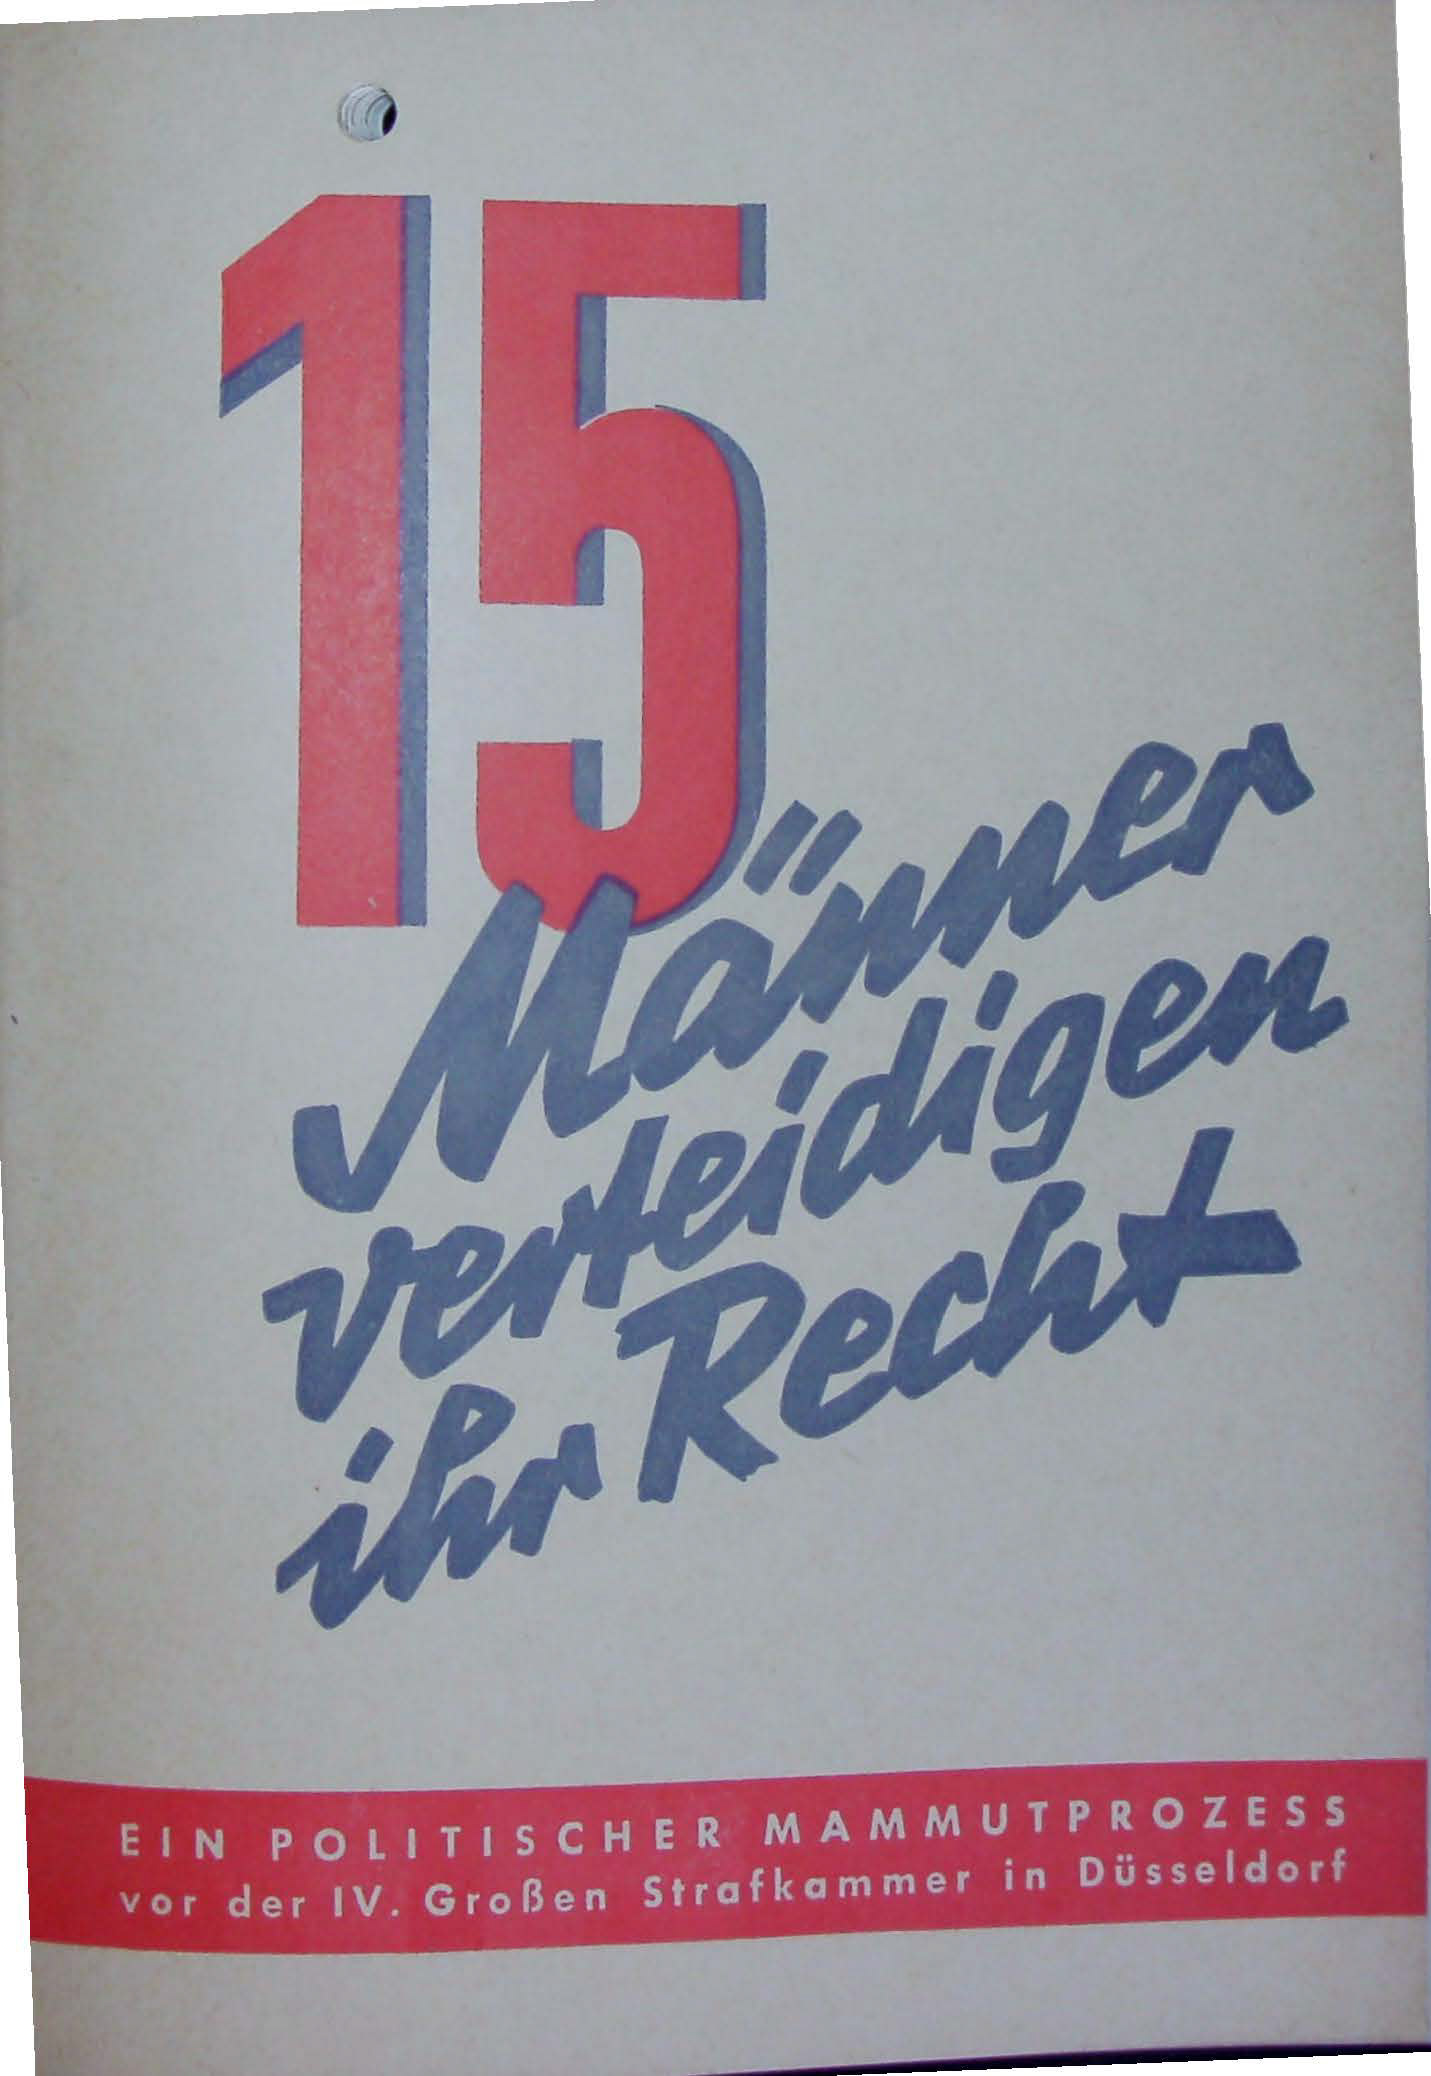 15
Männer
verteidigen
ihr Recht
EIN POLITISCHER MAMMUTPROZESS
vor der IV. Großen Strafkammer in Düsseldorf